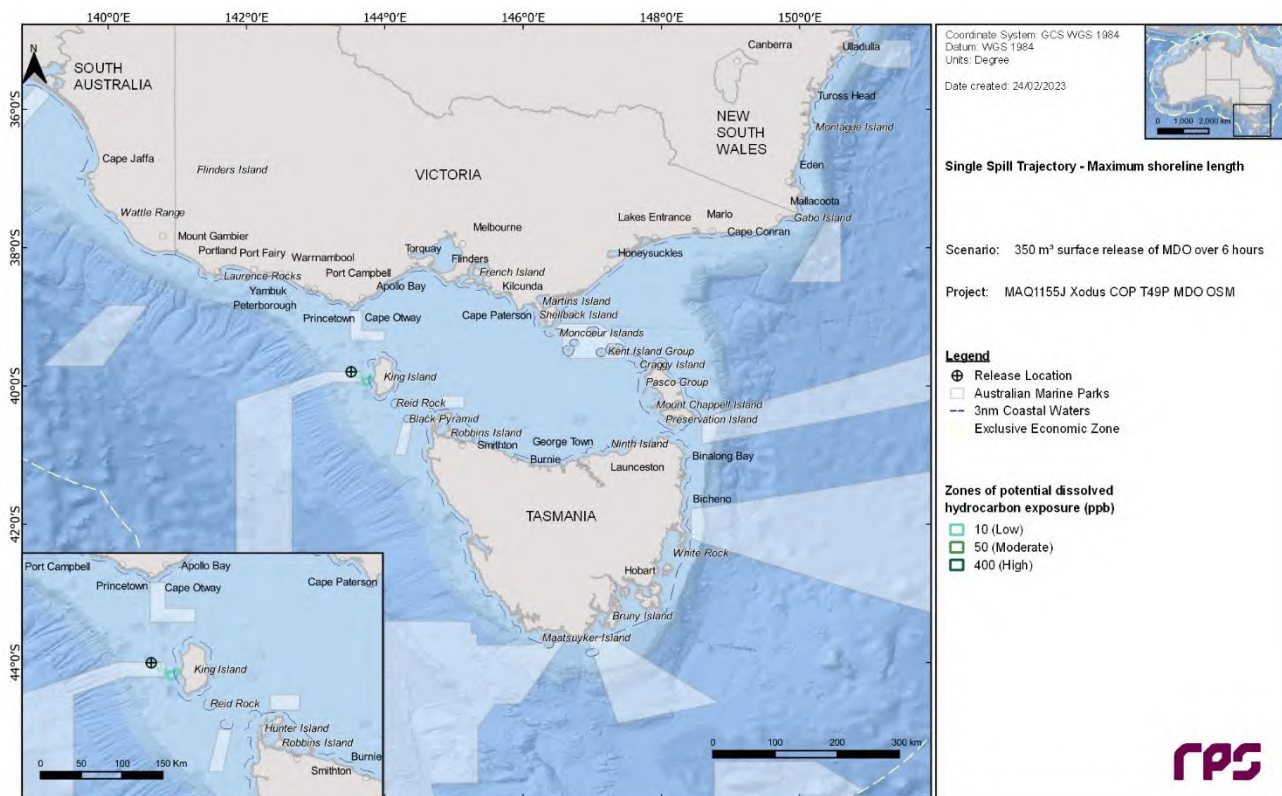 140°0'E 142°0'E 144°0'E 146°0'E 148°0'E 150°0'E
N
SOUTH
AUSTRALIA
Canberra
Ulladulla
36°0'S
Tuross Head
NEW
SOUTH
WALES
Montague Island
Cape Jaffa
Flinders Island
VICTORIA
Eden
Mallacoota
Wattle Range
Lakes Entrance
Marlo
Gabo Island
Mount Gambier
Melbourne
Cape Conran
38°0'S
Portland
Port Fairy
Warrnambool
Torquay
Flinders
Honeysuckles
Laurence Rocks
Port Campbell
French Island
Yambuk
Apollo Bay
Kilcunda
Peterborough
Martins Island
Princetown
Cape Otway
Cape Paterson
Shellback Island
Moncoeur Islands
Kent Island Group
Craggy Island
40°0'S
King Island
Pasco Group
Reid Rock
Mount Chappell Island
Black Pyramid
Preservation Island
Robbins Island
George Town
Ninth Island
Smithton
Burnie
Launceston
Binalong Bay
Bicheno
42°0'S
TASMANIA
White Rock
Hobart
Bruny Island
Maatsuyker Island
44°0'S
0 100 200 300 Km
Port Campbell
Apollo Bay
Princetown
Cape Otway
Cape Paterson
King Island
Reid Rock
Hunter Island
Robbins Island
Burnie
Smithton
0 50 100 150 Km
Coordinate System: GCS WGS 1984
Datum: WGS 1984
Units: Degree
Date created: 24/02/2023
0 1,000 2,000 km
Single Spill Trajectory - Maximum shoreline length
Scenario: 350 m³ surface release of MDO over 6 hours
Project: MAQ1155J Xodus COP T49P MDO OSM
Legend
Release Location
Australian Marine Parks
3nm Coastal Waters
Exclusive Economic Zone
Zones of potential dissolved
hydrocarbon exposure (ppb)
10 (Low)
50 (Moderate)
400 (High)
rps